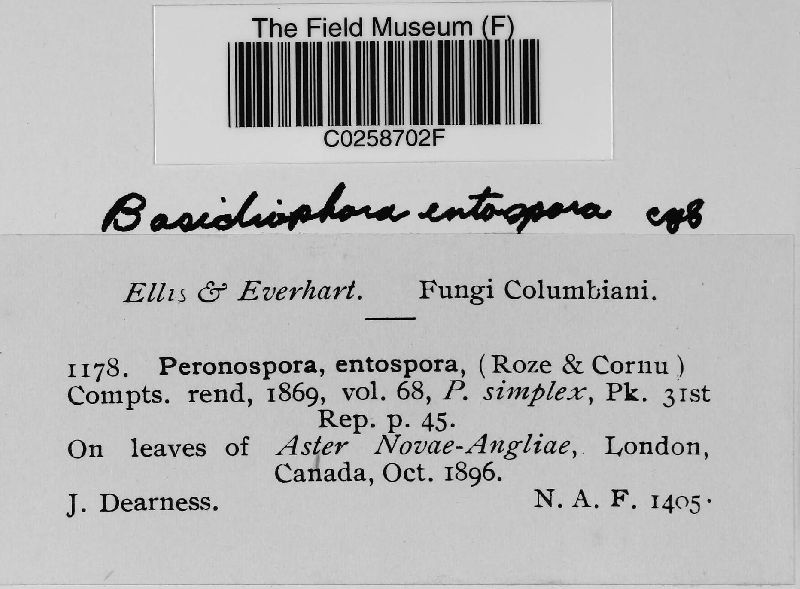 The Field Museum (F)
C0258702F
Basidiophora entospora cgs
Ellis & Everhart. Fungi Columbiani.
1178. Peronospora, entospora, (Roze & Cornu)
Compts. rend, 1869, vol. 68, P. simplex, Pk. 31st
Rep. p. 45.
On leaves of Aster Novae-Angliae, London,
Canada, Oct. 1896.
J. Dearness. N. A. F. 1405.